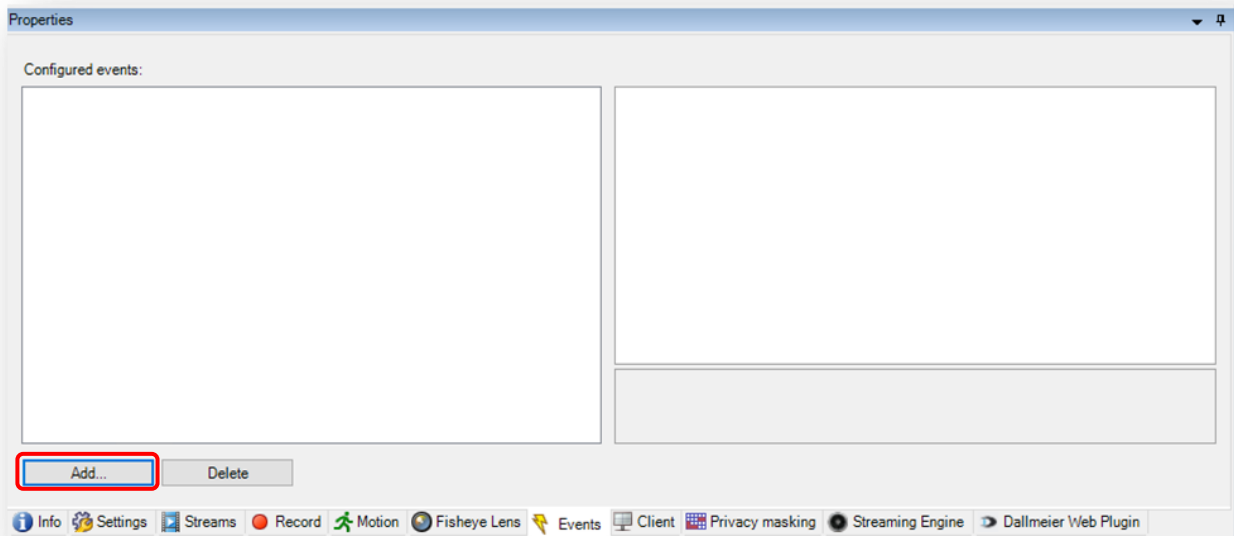 Properties
Configured events:
Add... Delete
Info Settings Streams Record Motion Fisheye Lens Events Client Privacy masking Streaming Engine Dallmeier Web Plugin